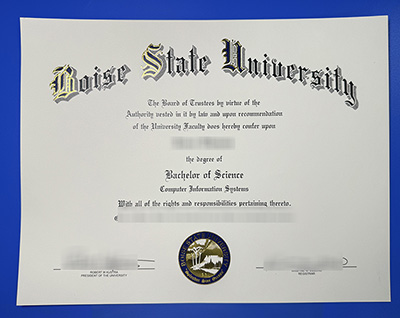 Boise State University
The Board of Trustees by virtue of the
Authority vested in it by law and upon recommendation
of the University Faculty does hereby confer upon
the degree of
Bachelor of Science
Computer Information Systems
With all of the rights and responsibilities pertaining thereto.
PRESIDENT OF THE UNIVERSITY